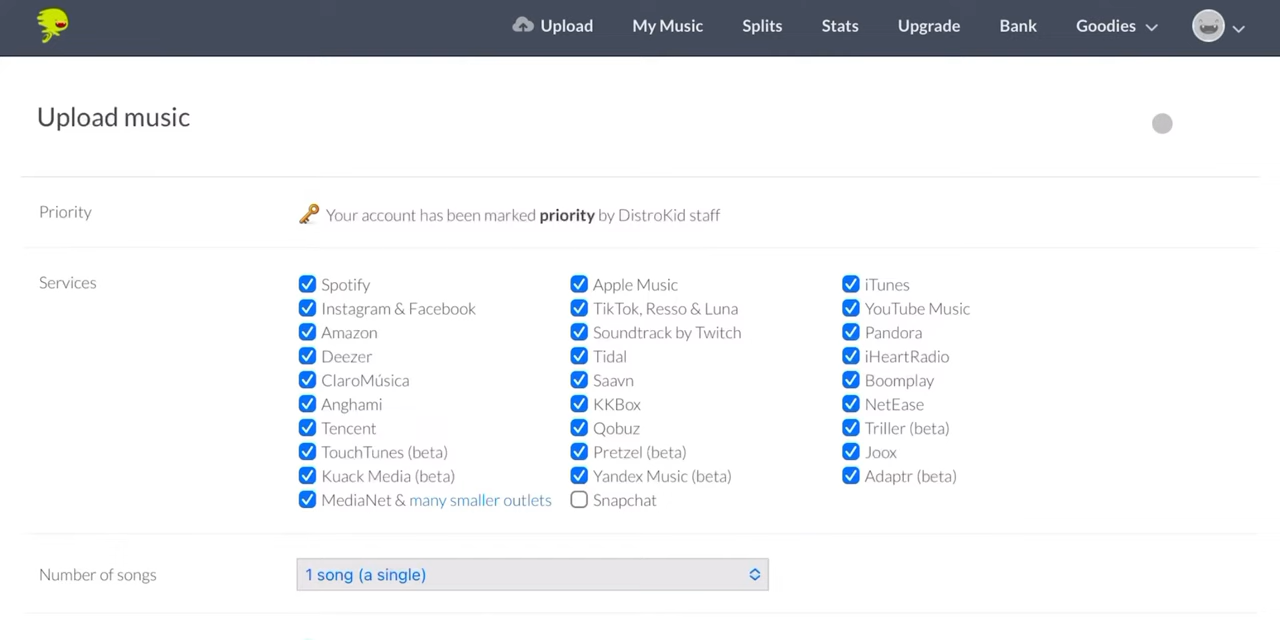 Upload My Music Splits Stats Upgrade Bank Goodies
Upload music
Priority Your account has been marked priority by DistroKid staff
Services
Spotify Apple Music iTunes
Instagram & Facebook TikTok, Resso & Luna YouTube Music
Amazon Soundtrack by Twitch Pandora
Deezer Tidal iHeartRadio
ClaroMúsica Saavn Boomplay
Anghami KKBox NetEase
Tencent Qobuz Triller (beta)
TouchTunes (beta) Pretzel (beta) Joox
Kuack Media (beta) Yandex Music (beta) Adaptr (beta)
MediaNet & many smaller outlets Snapchat
Number of songs 1 song (a single)